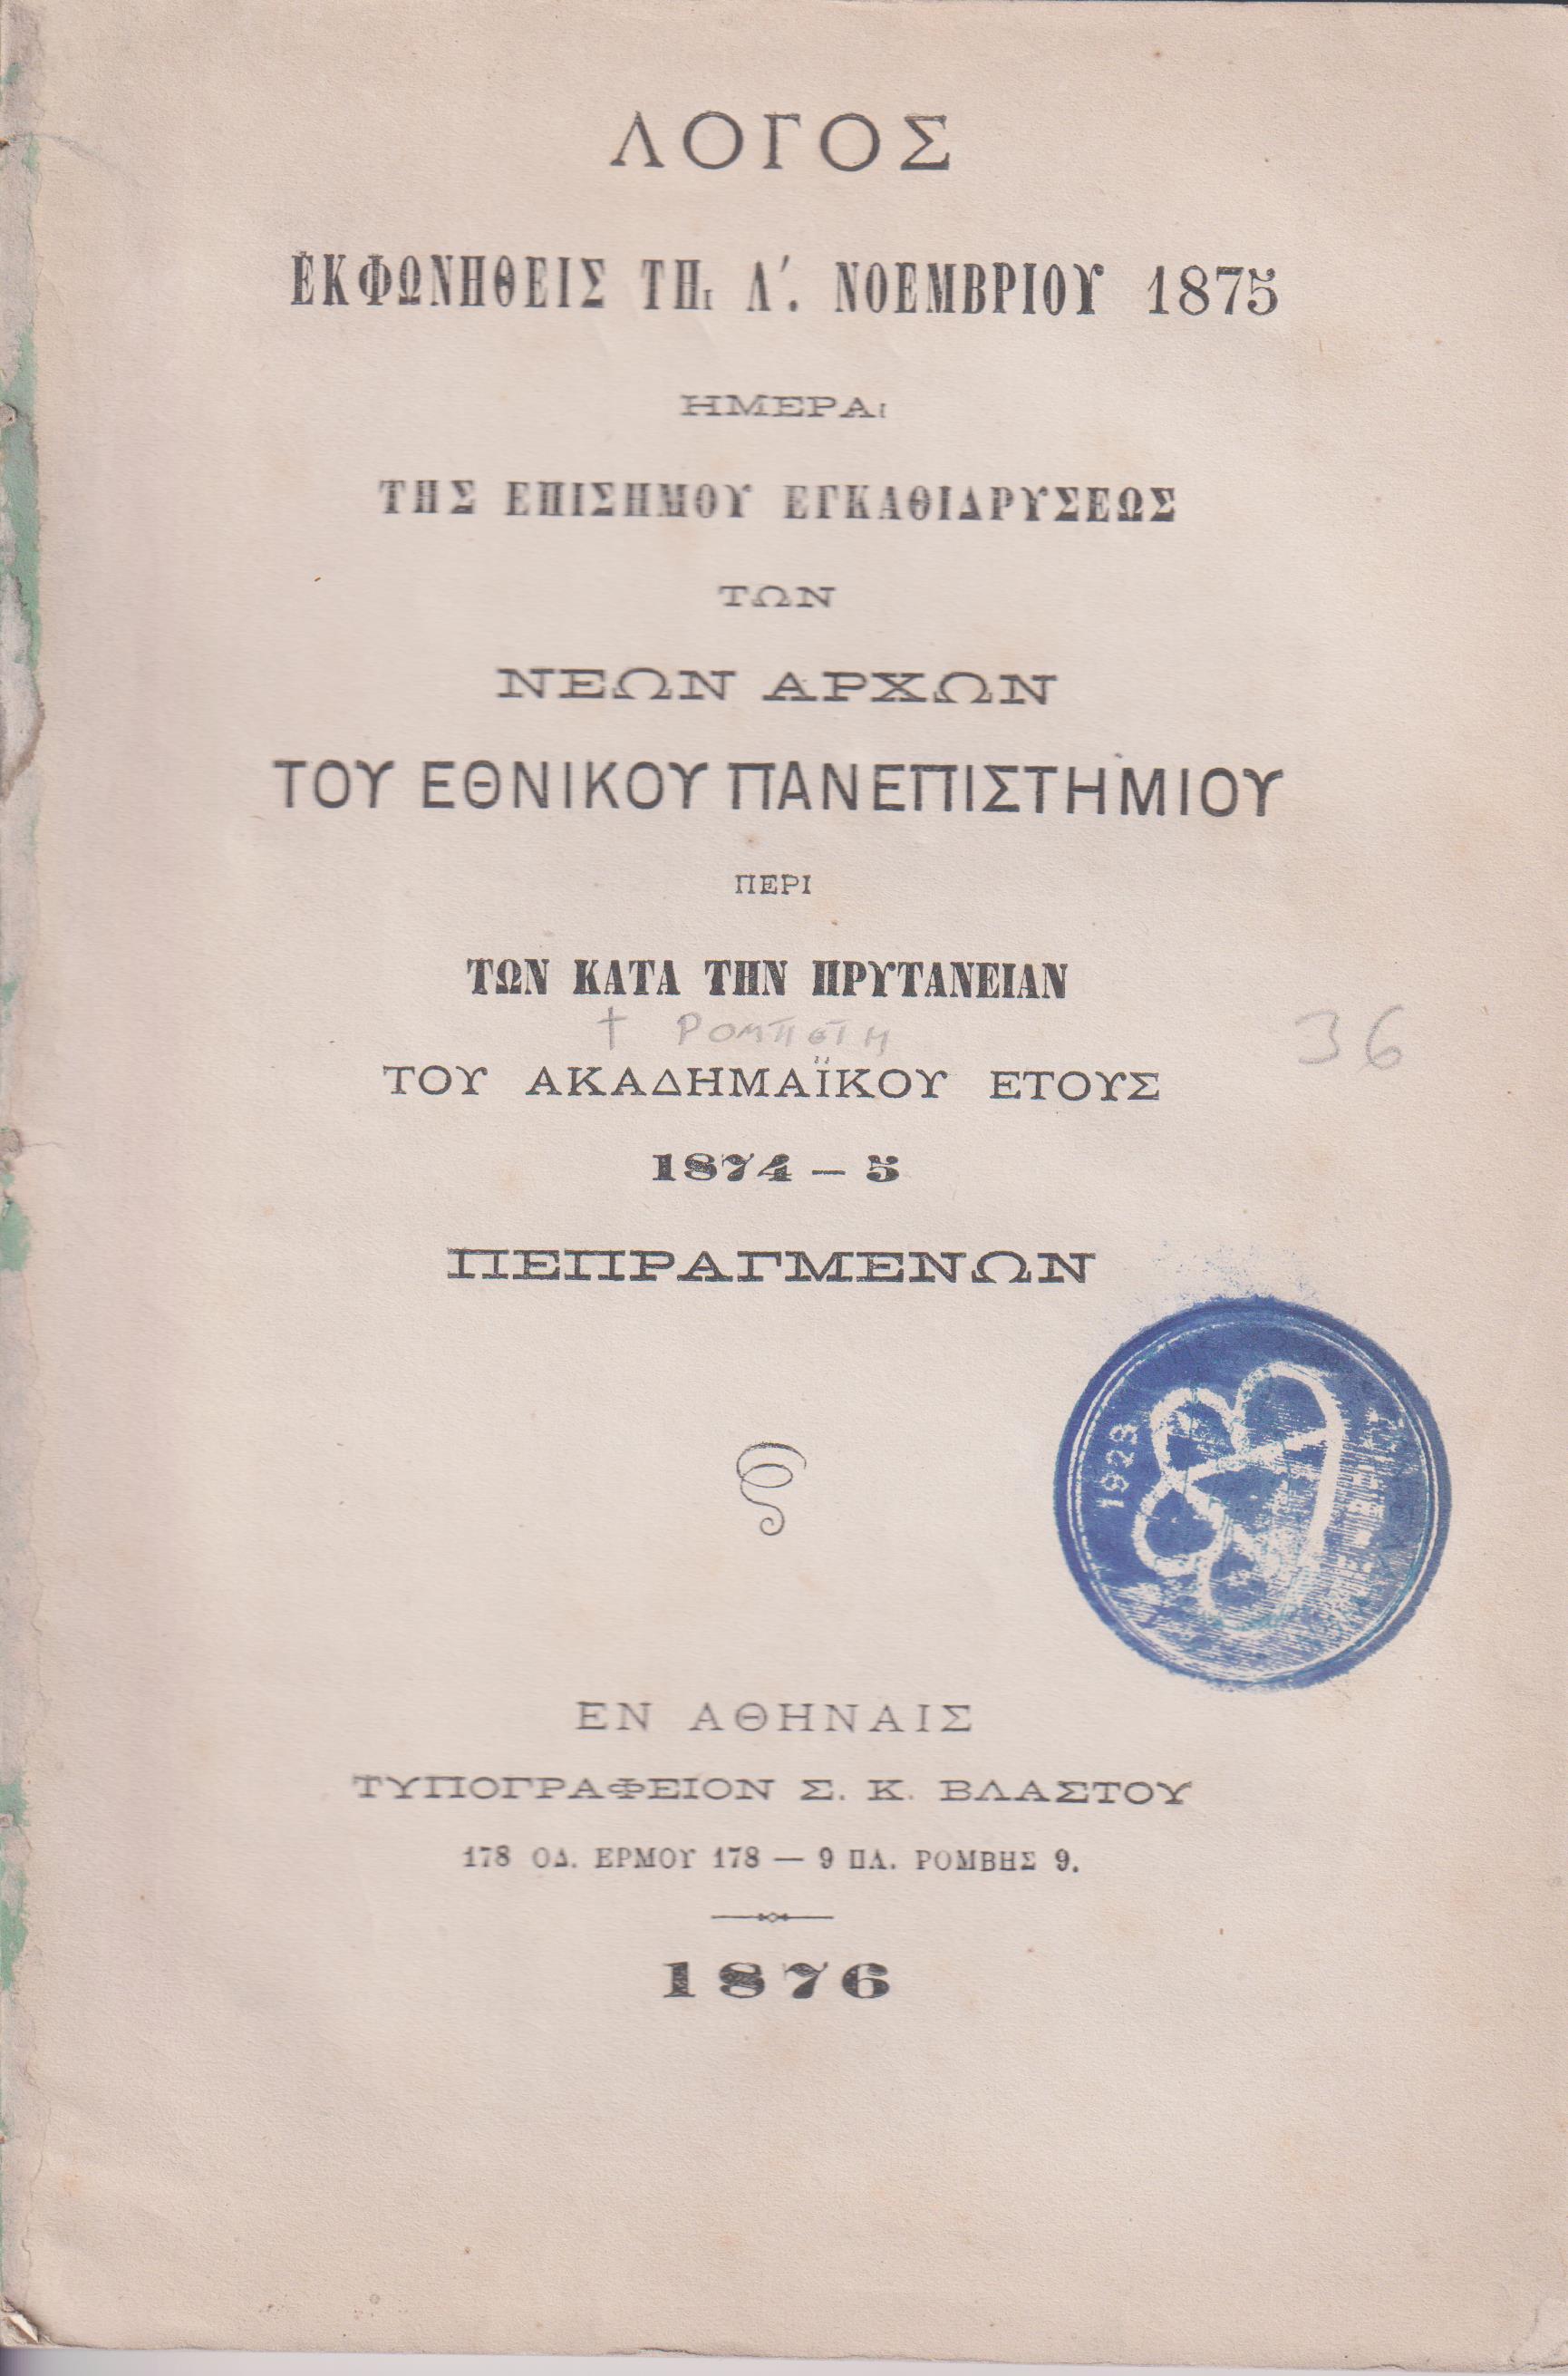 ΛΟΓΟΣ
ΕΚΦΩΝΗΘΕΙΣ ΤΗι Λ΄. ΝΟΕΜΒΡΙΟΥ 1875
ΗΜΕΡΑι
ΤΗΣ ΕΠΙΣΗΜΟΥ ΕΓΚΑΘΙΔΡΥΣΕΩΣ
ΤΩΝ
ΝΕΩΝ ΑΡΧΩΝ
ΤΟΥ ΕΘΝΙΚΟΥ ΠΑΝΕΠΙΣΤΗΜΙΟΥ
ΠΕΡΙ
ΤΩΝ ΚΑΤΑ ΤΗΝ ΠΡΥΤΑΝΕΙΑΝ
† ΡΟΜΠΟΤΗ 36
ΤΟΥ ΑΚΑΔΗΜΑΪΚΟΥ ΕΤΟΥΣ
1874 – 5
ΠΕΠΡΑΓΜΕΝΩΝ
1923
ΕΝ ΑΘΗΝΑΙΣ
ΤΥΠΟΓΡΑΦΕΙΟΝ Σ. Κ. ΒΛΑΣΤΟΥ
178 ΟΔ. ΕΡΜΟΥ 178 — 9 ΠΛ. ΡΟΜΒΗΣ 9.
1876